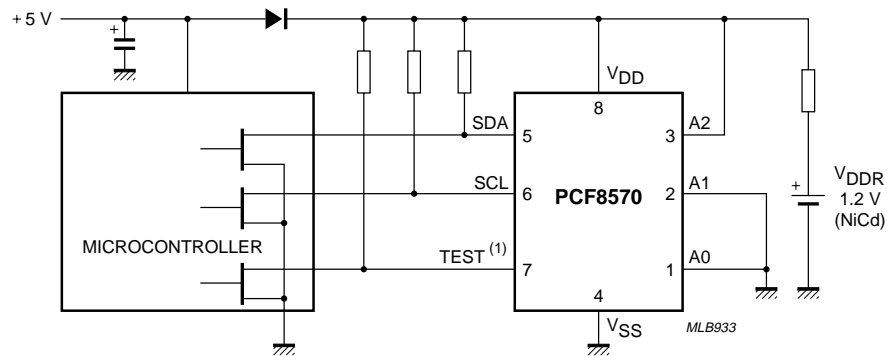 + 5 V
+
VDD
8
SDA
5
3
A2
SCL
6
PCF8570
2
A1
+
VDDR
1.2 V
(NiCd)
MICROCONTROLLER
TEST (1)
7
1
A0
4
VSS
MLB933